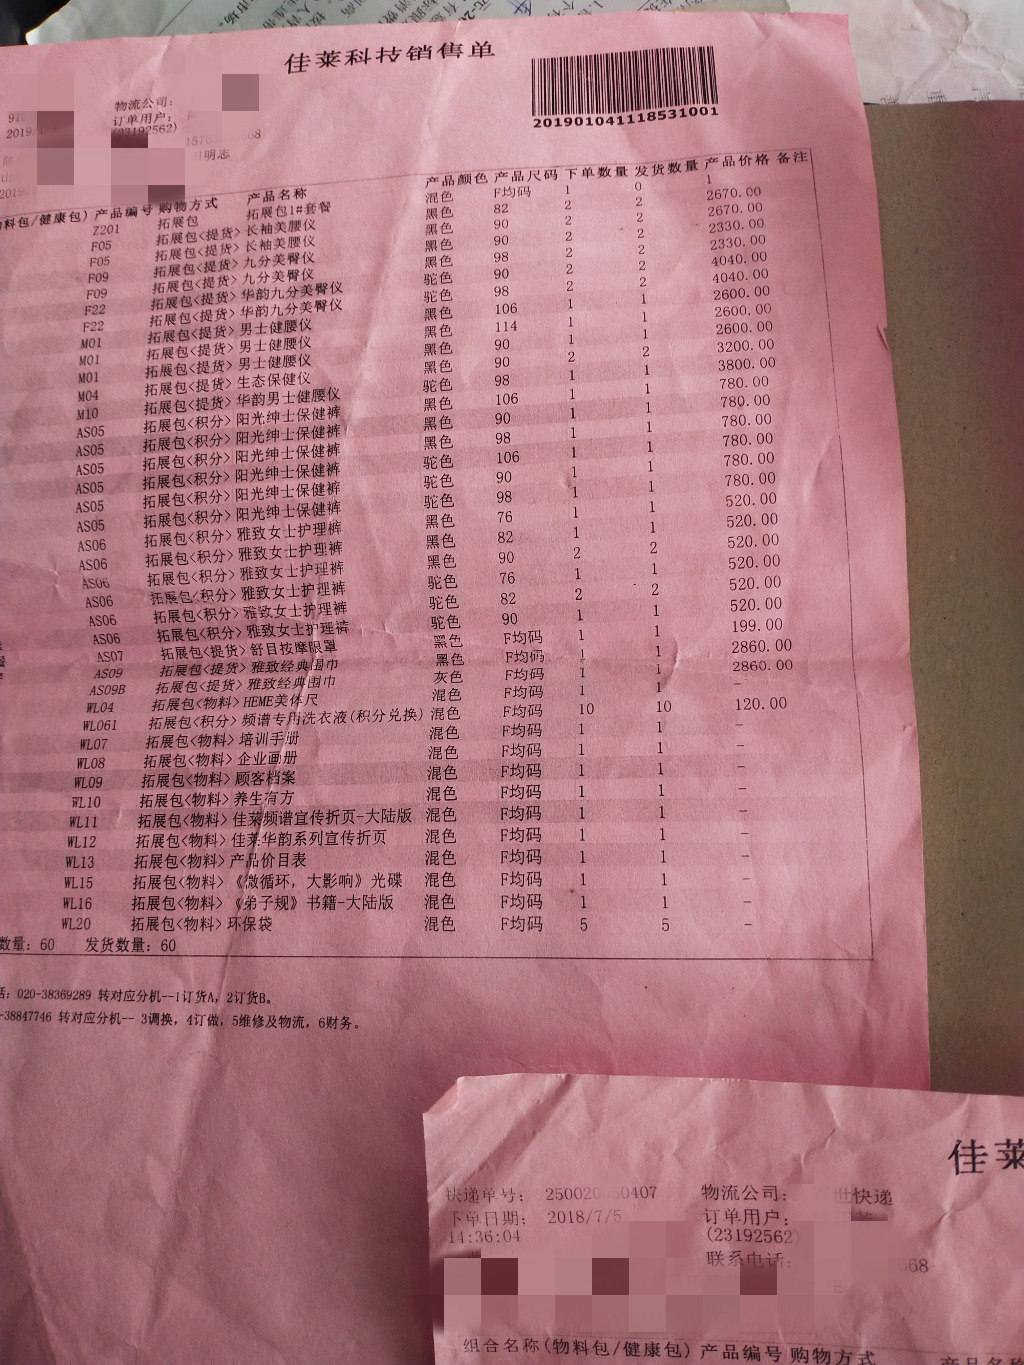 佳莱科技销售单
物流公司：
订单用户：
(23192562)
2019
201901041118531001
明志
料包/健康包) 产品编号 购物方式 产品名称 产品颜色 产品尺码 下单数量 发货数量 产品价格 备注
Z201 拓展包 拓展包1#套餐 混色 F均码 1 0 1
F05 拓展包<提货> 长袖美腰仪 黑色 82 2 2 2670.00
F05 拓展包<提货> 长袖美腰仪 黑色 90 2 2 2670.00
F09 拓展包<提货> 九分美臀仪 黑色 90 2 2 2330.00
F09 拓展包<提货> 九分美臀仪 黑色 98 2 2 2330.00
F22 拓展包<提货> 华韵九分美臀仪 驼色 90 2 2 4040.00
F22 拓展包<提货> 华韵九分美臀仪 驼色 98 2 2 4040.00
M01 拓展包<提货> 男士健腰仪 黑色 106 1 1 2600.00
M01 拓展包<提货> 男士健腰仪 黑色 114 1 1 2600.00
M01 拓展包<提货> 男士健腰仪 黑色 90 1 1 2600.00
M04 拓展包<提货> 生态保健仪 黑色 90 2 2 3200.00
M10 拓展包<提货> 华韵男士健腰仪 驼色 98 1 1 3800.00
AS05 拓展包<积分> 阳光绅士保健裤 黑色 106 1 1 780.00
AS05 拓展包<积分> 阳光绅士保健裤 黑色 90 1 1 780.00
AS05 拓展包<积分> 阳光绅士保健裤 黑色 98 1 1 780.00
AS05 拓展包<积分> 阳光绅士保健裤 驼色 106 1 1 780.00
AS05 拓展包<积分> 阳光绅士保健裤 驼色 90 1 1 780.00
AS05 拓展包<积分> 阳光绅士保健裤 驼色 98 1 1 780.00
AS06 拓展包<积分> 雅致女士护理裤 黑色 76 1 1 520.00
AS06 拓展包<积分> 雅致女士护理裤 黑色 82 1 1 520.00
AS06 拓展包<积分> 雅致女士护理裤 黑色 90 2 2 520.00
AS06 拓展包<积分> 雅致女士护理裤 驼色 76 1 1 520.00
AS06 拓展包<积分> 雅致女士护理裤 驼色 82 2 2 520.00
AS06 拓展包<积分> 雅致女士护理裤 驼色 90 1 1 520.00
AS07 拓展包<提货> 舒目按摩眼罩 黑色 F均码 1 1 199.00
AS09 拓展包<提货> 雅致经典围巾 黑色 F均码 1 1 2860.00
AS09B 拓展包<提货> 雅致经典围巾 灰色 F均码 1 1 2860.00
WL04 拓展包<物料> HEME美体尺 混色 F均码 1 1 -
WL061 拓展包<积分> 频谱专用洗衣液(积分兑换) 混色 F均码 10 10 120.00
WL07 拓展包<物料> 培训手册 混色 F均码 1 1 -
WL08 拓展包<物料> 企业画册 混色 F均码 1 1 -
WL09 拓展包<物料> 顾客档案 混色 F均码 1 1 -
WL10 拓展包<物料> 养生有方 混色 F均码 1 1 -
WL11 拓展包<物料> 佳莱频谱宣传折页-大陆版 混色 F均码 1 1 -
WL12 拓展包<物料> 佳莱华韵系列宣传折页 混色 F均码 1 1 -
WL13 拓展包<物料> 产品价目表 混色 F均码 1 1 -
WL15 拓展包<物料> 《微循环，大影响》光碟 混色 F均码 1 1 -
WL16 拓展包<物料> 《弟子规》书籍-大陆版 混色 F均码 1 1 -
WL20 拓展包<物料> 环保袋 混色 F均码 5 5 -
数量：60 发货数量：60
：020-38369289 转对应分机--1订货A，2订货B。
-38847746 转对应分机-- 3调换，4订做，5维修及物流，6财务。
佳莱
快递单号： 物流公司： 世快递
下单日期： 2018/7/5 订单用户：
14:36:04 (23192562)
联系电话：
组合名称(物料包/健康包) 产品编号 购物方式